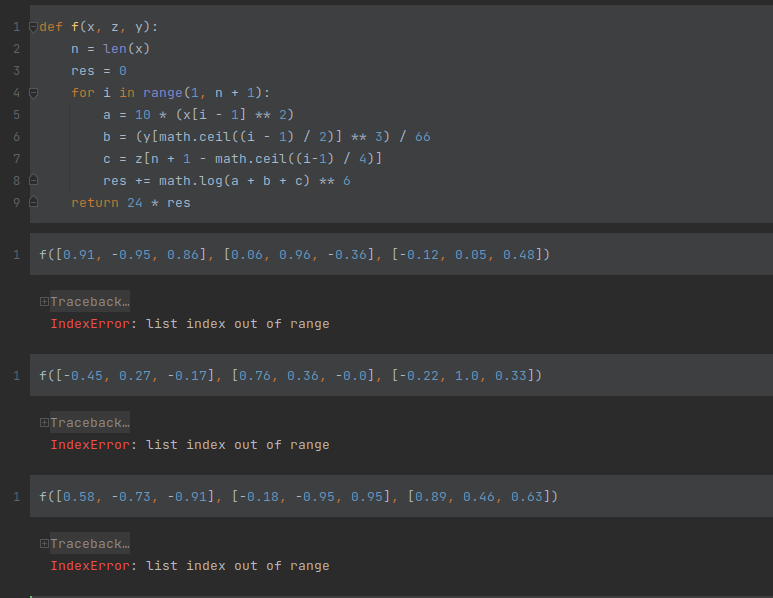 1 def f(x, z, y):
2     n = len(x)
3     res = 0
4     for i in range(1, n + 1):
5         a = 10 * (x[i - 1] ** 2)
6         b = (y[math.ceil((i - 1) / 2)] ** 3) / 66
7         c = z[n + 1 - math.ceil((i-1) / 4)]
8         res += math.log(a + b + c) ** 6
9     return 24 * res
1 f([0.91, -0.95, 0.86], [0.06, 0.96, -0.36], [-0.12, 0.05, 0.48])
Traceback…
IndexError: list index out of range
1 f([-0.45, 0.27, -0.17], [0.76, 0.36, -0.0], [-0.22, 1.0, 0.33])
Traceback…
IndexError: list index out of range
1 f([0.58, -0.73, -0.91], [-0.18, -0.95, 0.95], [0.89, 0.46, 0.63])
Traceback…
IndexError: list index out of range